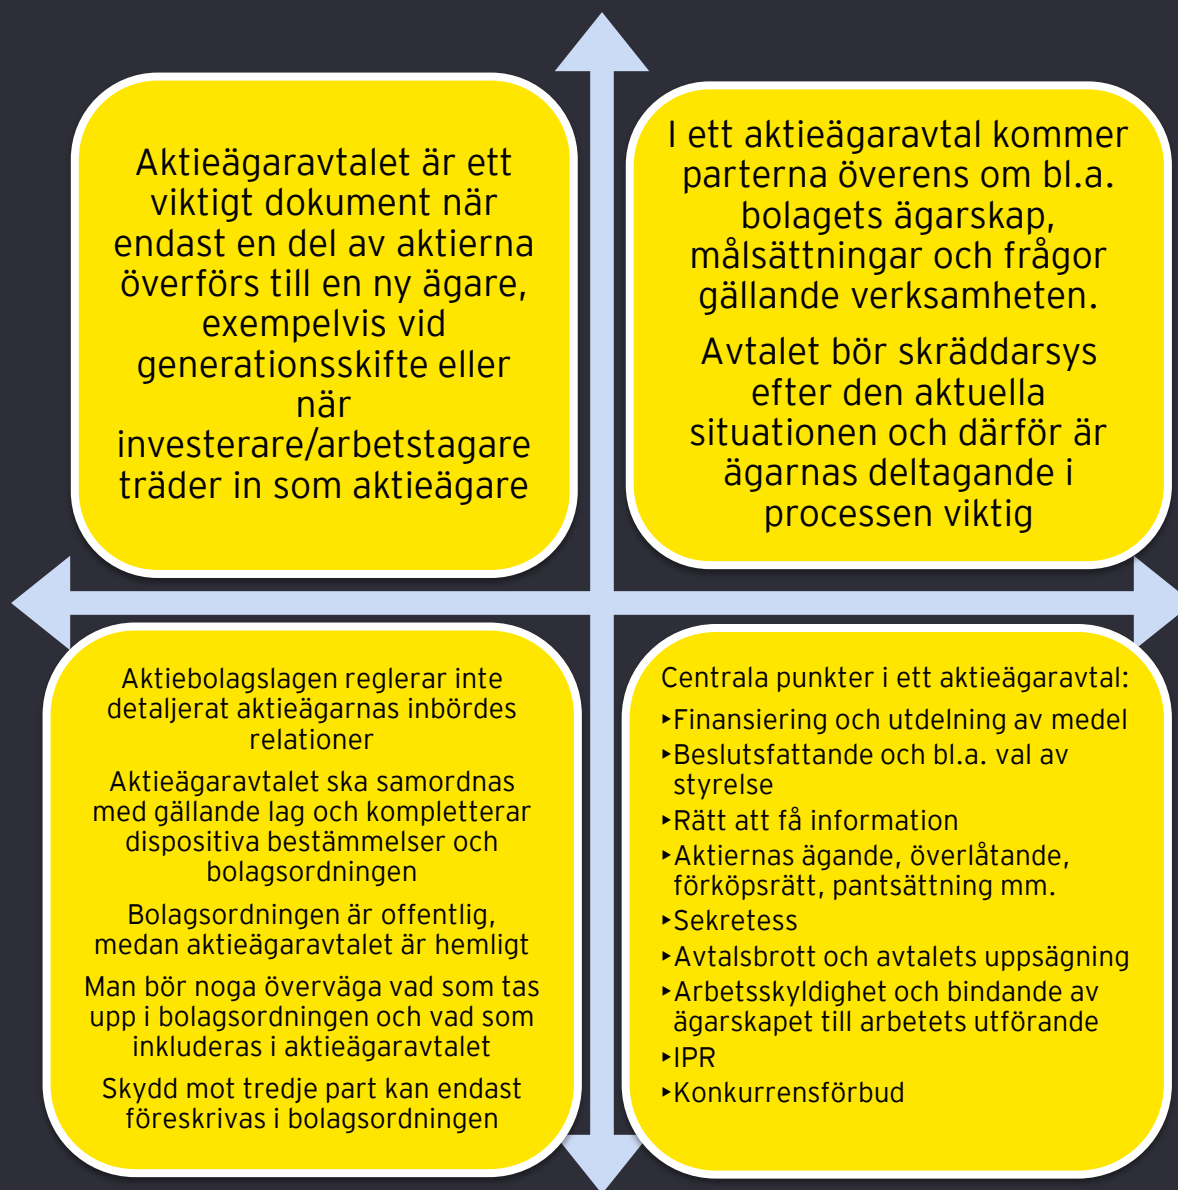 Aktieägaravtalet är ett
viktigt dokument när
endast en del av aktierna
överförs till en ny ägare,
exempelvis vid
generationsskifte eller
när
investerare/arbetstagare
träder in som aktieägare
I ett aktieägaravtal kommer
parterna överens om bl.a.
bolagets ägarskap,
målsättningar och frågor
gällande verksamheten.
Avtalet bör skräddarsys
efter den aktuella
situationen och därför är
ägarnas deltagande i
processen viktig
Aktiebolagslagen reglerar inte
detaljerat aktieägarnas inbördes
relationer
Aktieägaravtalet ska samordnas
med gällande lag och kompletterar
dispositiva bestämmelser och
bolagsordningen
Bolagsordningen är offentlig,
medan aktieägaravtalet är hemligt
Man bör noga överväga vad som tas
upp i bolagsordningen och vad som
inkluderas i aktieägaravtalet
Skydd mot tredje part kan endast
föreskrivas i bolagsordningen
Centrala punkter i ett aktieägaravtal:
‣Finansiering och utdelning av medel
‣Beslutsfattande och bl.a. val av
styrelse
‣Rätt att få information
‣Aktiernas ägande, överlåtande,
förköpsrätt, pantsättning mm.
‣Sekretess
‣Avtalsbrott och avtalets uppsägning
‣Arbetsskyldighet och bindande av
ägarskapet till arbetets utförande
‣IPR
‣Konkurrensförbud